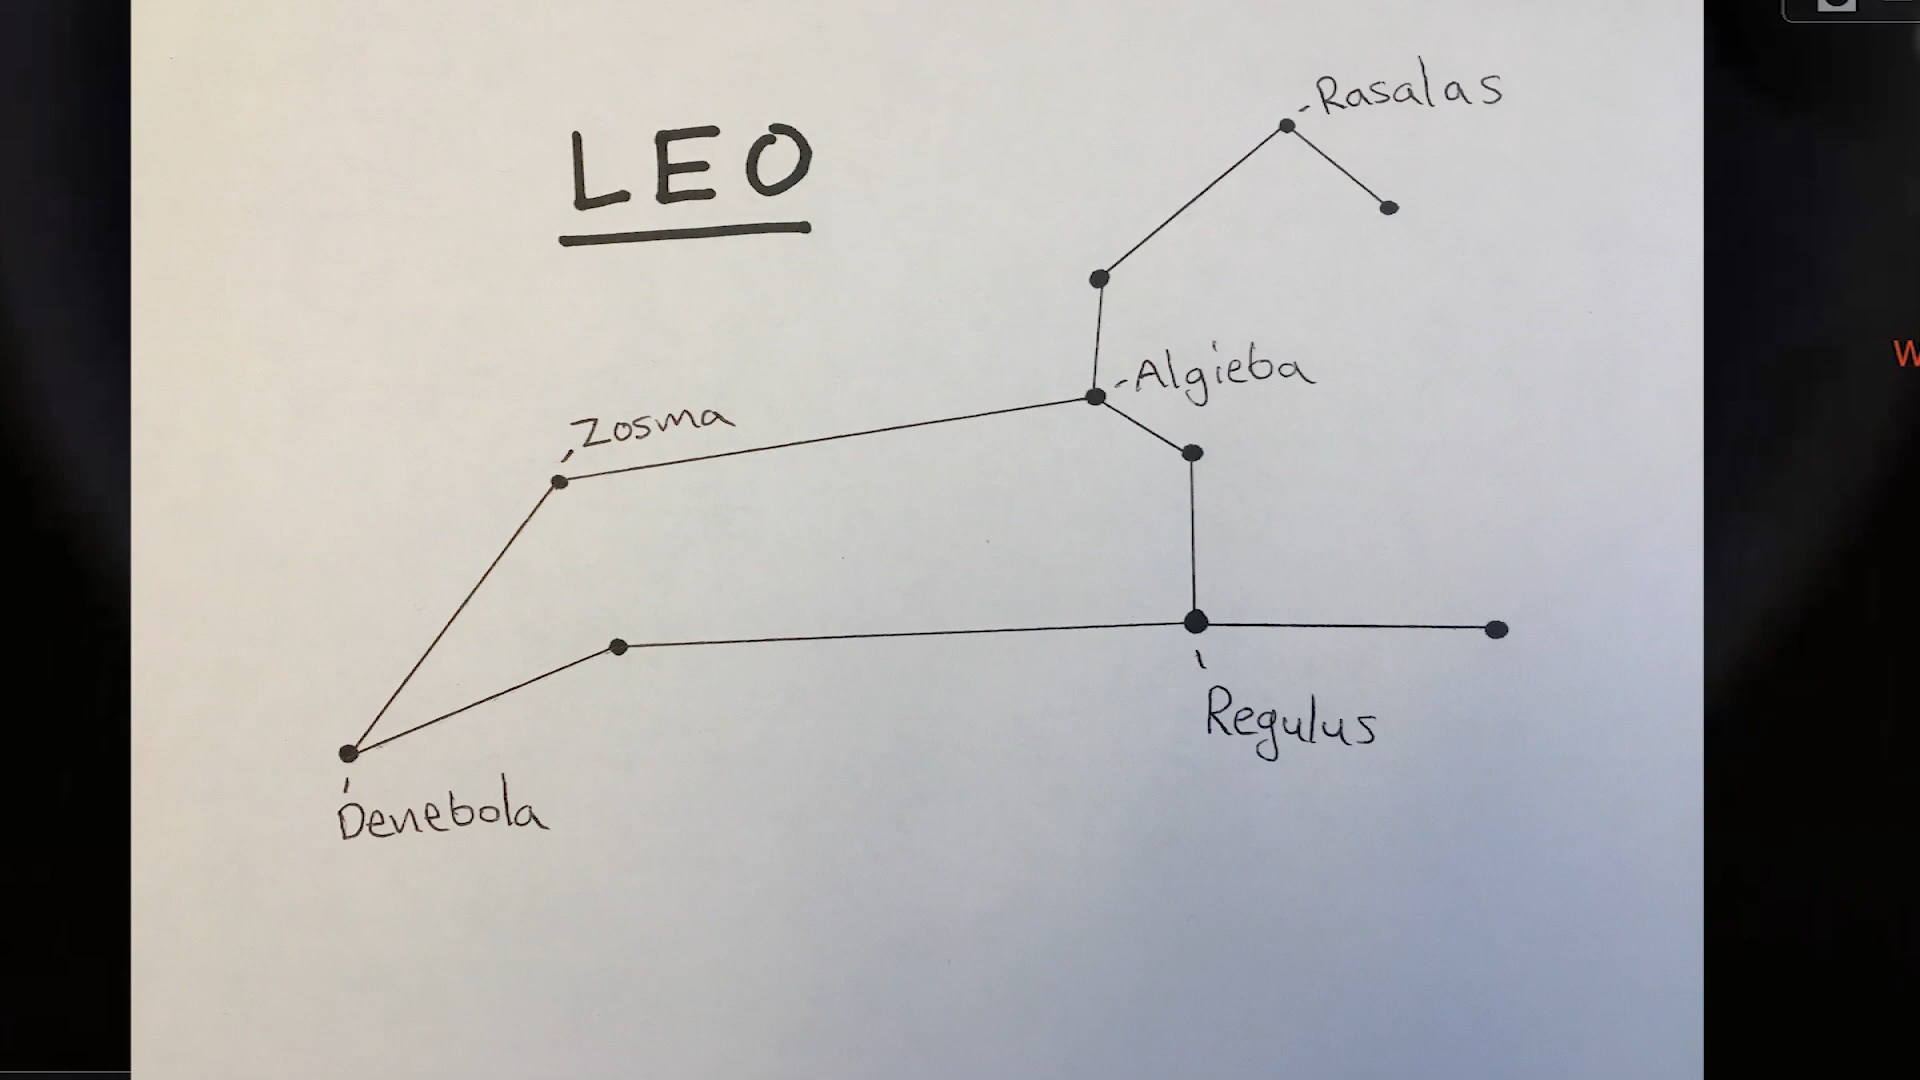 LEO
-Rasalas
-Algieba
Zosma
Regulus
Denebola